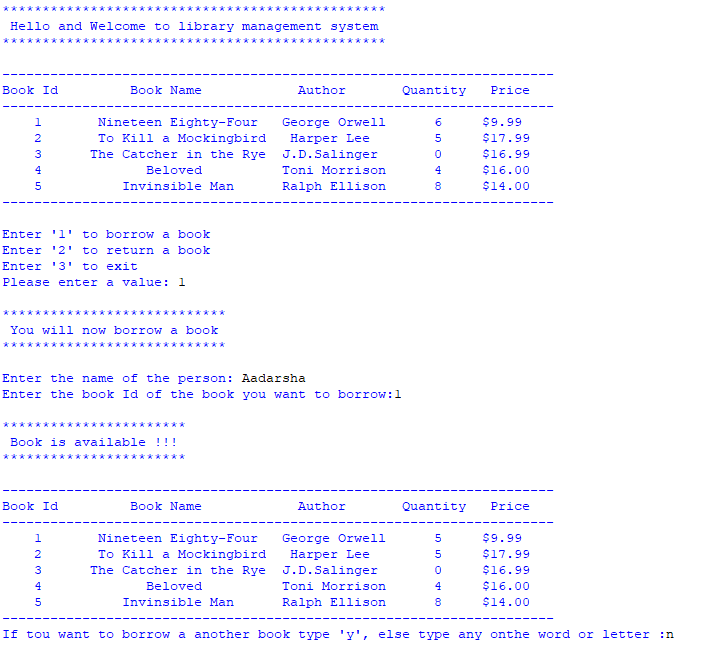 ************************************************
Hello and Welcome to library management system
************************************************
---------------------------------------------------------------------
Book Id Book Name Author Quantity Price
---------------------------------------------------------------------
1 Nineteen Eighty-Four George Orwell 6 $9.99
2 To Kill a Mockingbird Harper Lee 5 $17.99
3 The Catcher in the Rye J.D.Salinger 0 $16.99
4 Beloved Toni Morrison 4 $16.00
5 Invinsible Man Ralph Ellison 8 $14.00
---------------------------------------------------------------------
Enter '1' to borrow a book
Enter '2' to return a book
Enter '3' to exit
Please enter a value: 1
****************************
You will now borrow a book
****************************
Enter the name of the person: Aadarsha
Enter the book Id of the book you want to borrow:1
***********************
Book is available !!!
***********************
---------------------------------------------------------------------
Book Id Book Name Author Quantity Price
---------------------------------------------------------------------
1 Nineteen Eighty-Four George Orwell 5 $9.99
2 To Kill a Mockingbird Harper Lee 5 $17.99
3 The Catcher in the Rye J.D.Salinger 0 $16.99
4 Beloved Toni Morrison 4 $16.00
5 Invinsible Man Ralph Ellison 8 $14.00
---------------------------------------------------------------------
If tou want to borrow a another book type 'y', else type any onthe word or letter :n